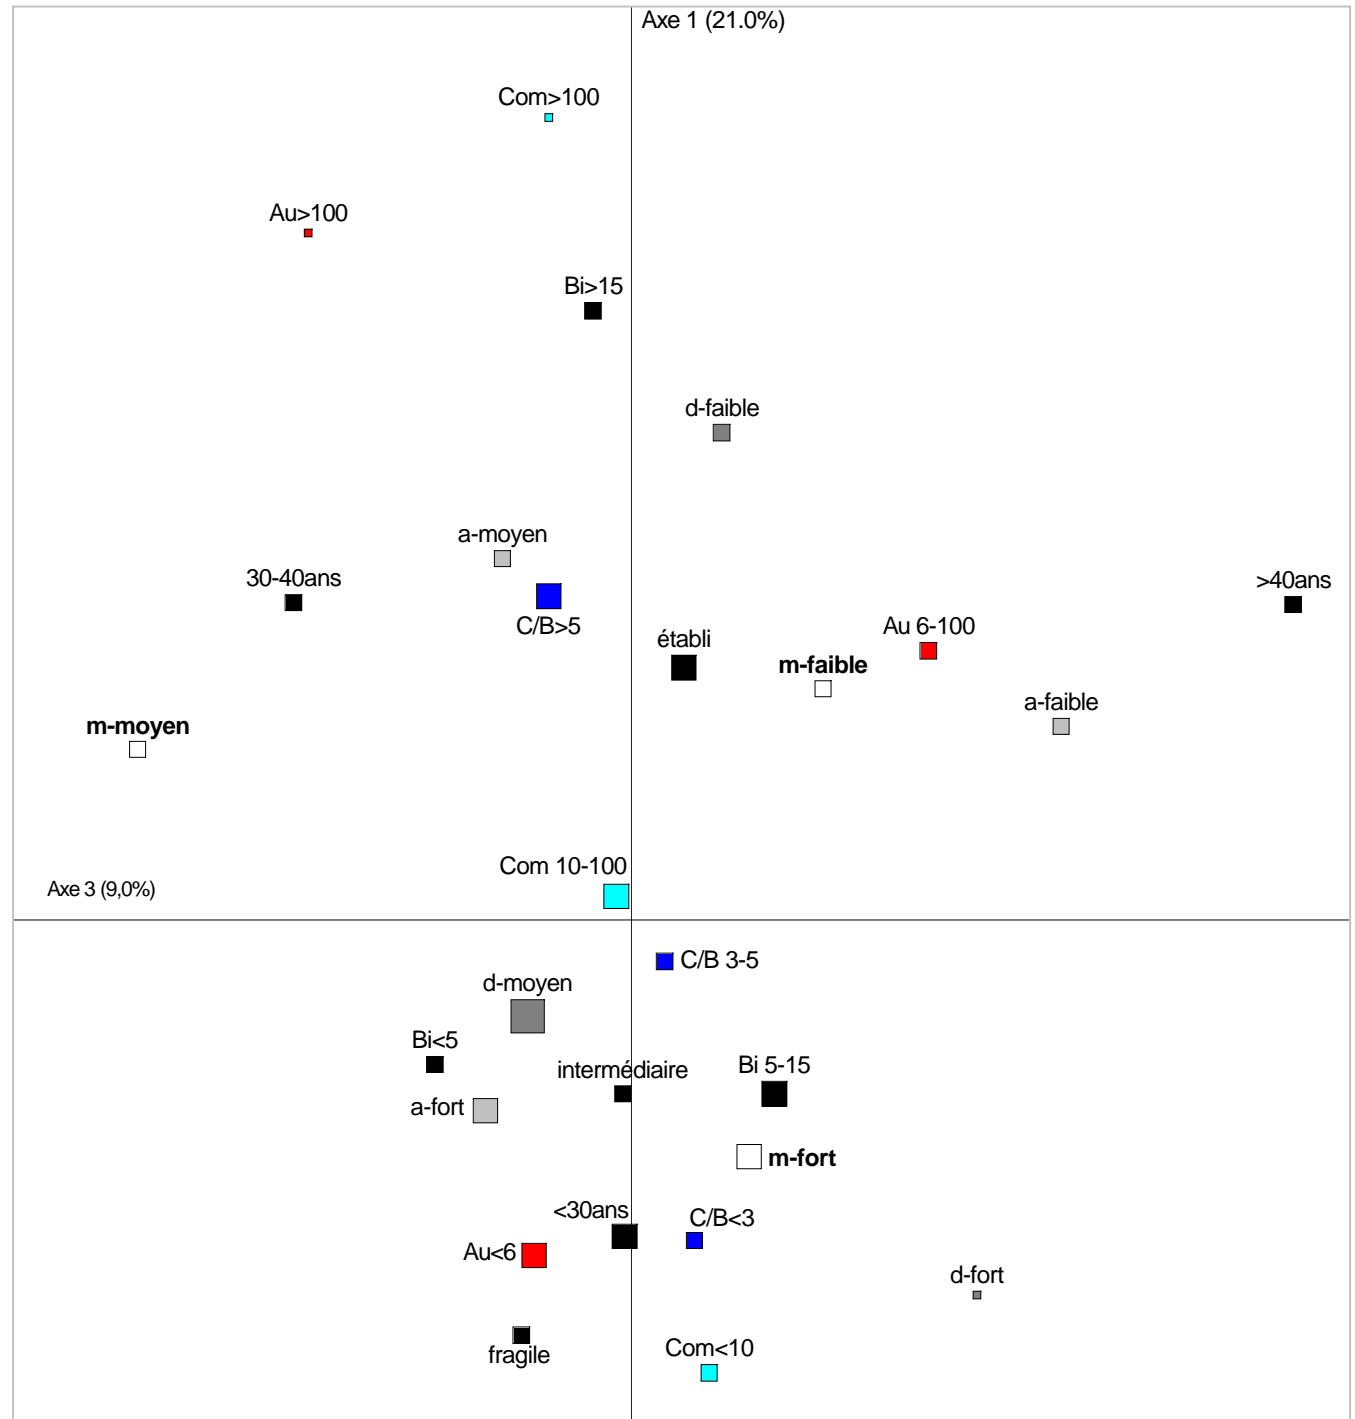 Axe 1 (21.0%)
Com>100
Au>100
Bi>15
d-faible
a-moyen
30-40ans
>40ans
C/B>5
Au 6-100
établi
m-faible
a-faible
m-moyen
Com 10-100
Axe 3 (9,0%)
C/B 3-5
d-moyen
Bi<5
intermédiaire
Bi 5-15
a-fort
m-fort
<30ans
C/B<3
Au<6
d-fort
fragile
Com<10